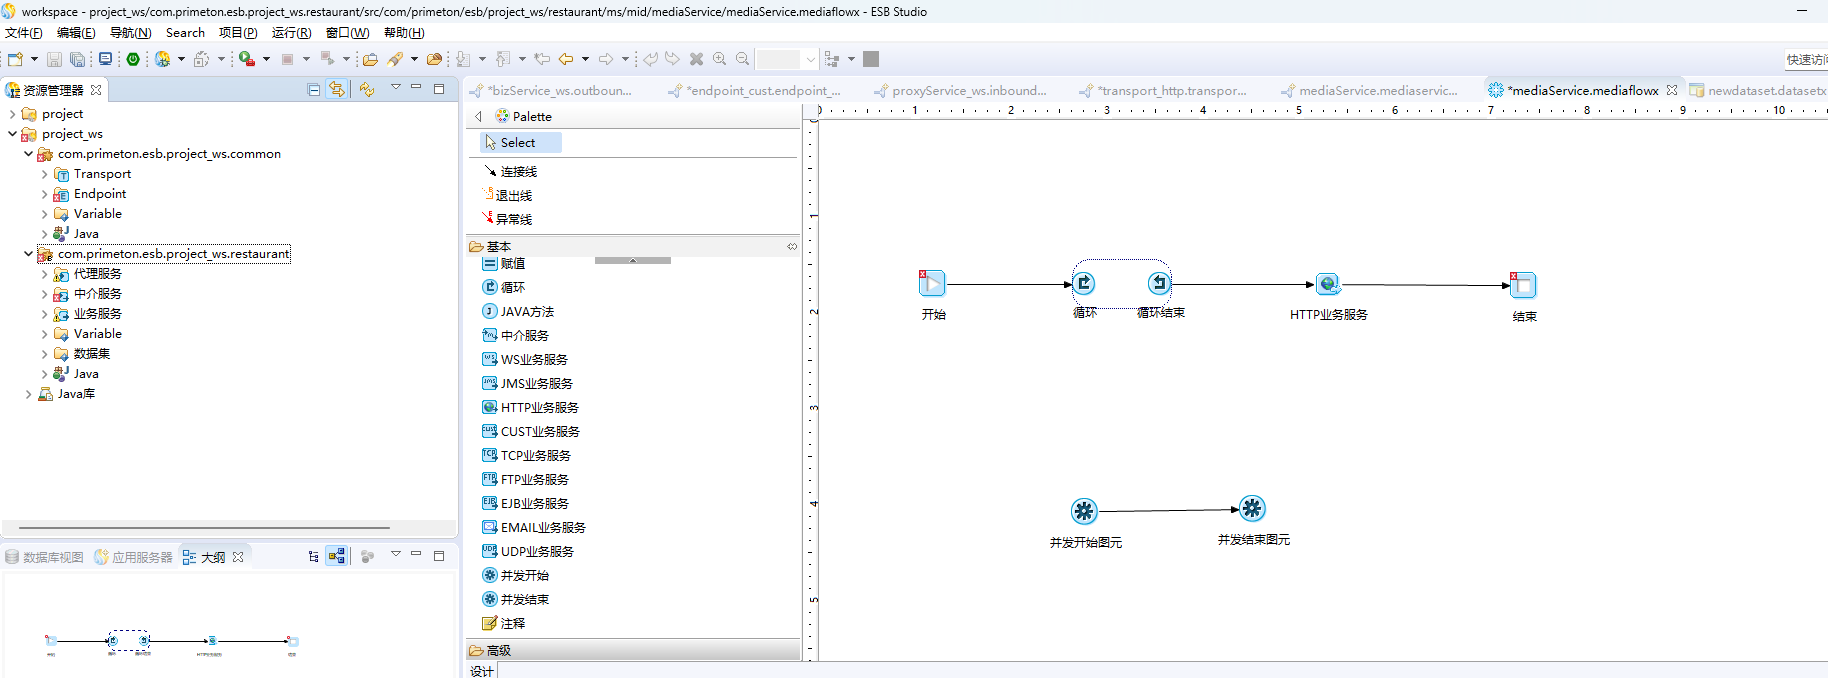 workspace - project_ws/com.primeton.esb.project_ws.restaurant/src/com/primeton/esb/project_ws/restaurant/ms/mid/mediaService/mediaService.mediaflowx - ESB Studio
文件(F) 编辑(E) 导航(N) Search 项目(P) 运行(R) 窗口(W) 帮助(H)
快速访问
资源管理器
project
project_ws
com.primeton.esb.project_ws.common
Transport
Endpoint
Variable
Java
com.primeton.esb.project_ws.restaurant
代理服务
中介服务
业务服务
Variable
数据集
Java
Java库
数据库视图 应用服务器 大纲
*bizService_ws.outboun... *endpoint_cust.endpoint_... proxyService_ws.inbound... *transport_http.transpor... mediaService.mediaservic... *mediaService.mediaflowx newdataset.datasetx
Palette
Select
连接线
退出线
异常线
基本
赋值
循环
JAVA方法
中介服务
WS业务服务
JMS业务服务
HTTP业务服务
CUST业务服务
TCP业务服务
FTP业务服务
EJB业务服务
EMAIL业务服务
UDP业务服务
并发开始
并发结束
注释
高级
设计
0 1 2 3 4 5 6 7 8 9 10
1
2
3
4
5
开始 循环 循环结束 HTTP业务服务 结束
并发开始图元 并发结束图元